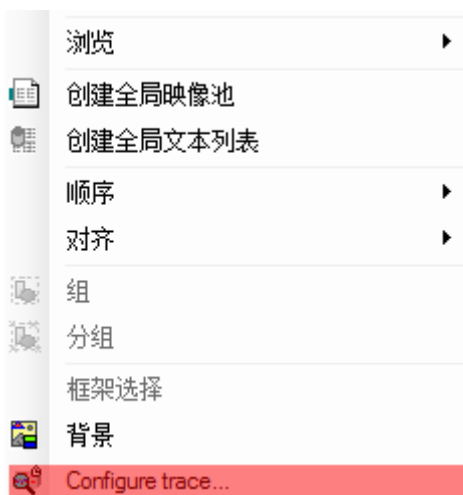 浏览
创建全局映像池
创建全局文本列表
顺序
对齐
组
分组
框架选择
背景
Configure trace...